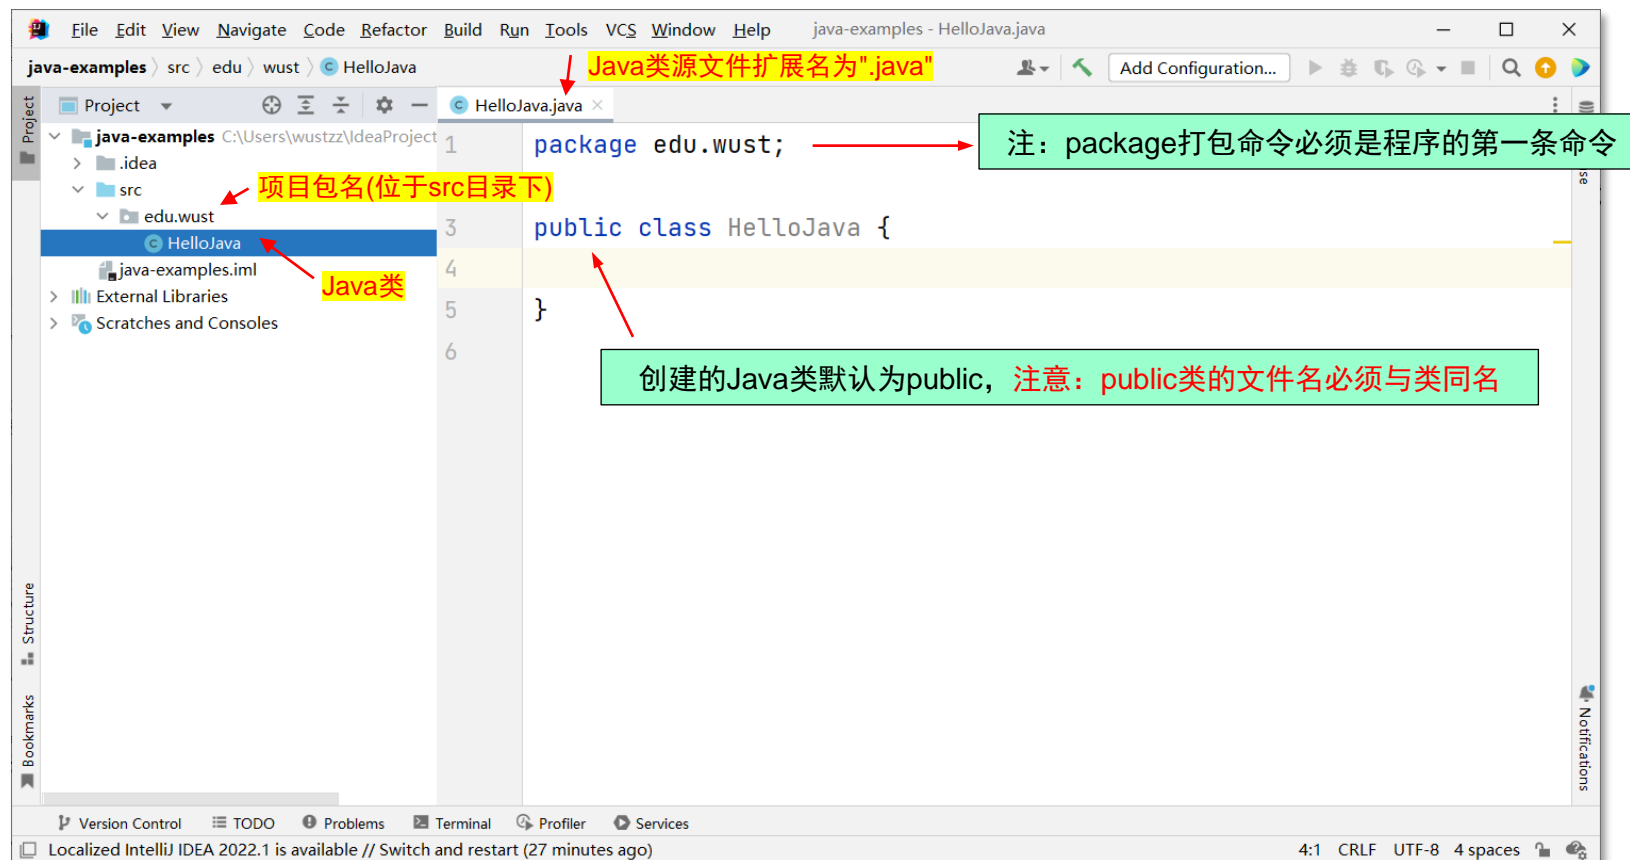 File Edit View Navigate Code Refactor Build Run Tools VCS Window Help java-examples - HelloJava.java
java-examples src edu wust HelloJava
Java类源文件扩展名为".java"
Add Configuration...
Project
Project
HelloJava.java
java-examples C:\Users\wustzz\IdeaProject
.idea
src
edu.wust
HelloJava
java-examples.iml
External Libraries
Scratches and Consoles
项目包名(位于src目录下)
Java类
1 package edu.wust;
注：package打包命令必须是程序的第一条命令
3 public class HelloJava {
4
5 }
6
创建的Java类默认为public，注意：public类的文件名必须与类同名
Structure
Bookmarks
Notifications
Version Control TODO Problems Terminal Profiler Services
Localized IntelliJ IDEA 2022.1 is available // Switch and restart (27 minutes ago)
4:1 CRLF UTF-8 4 spaces